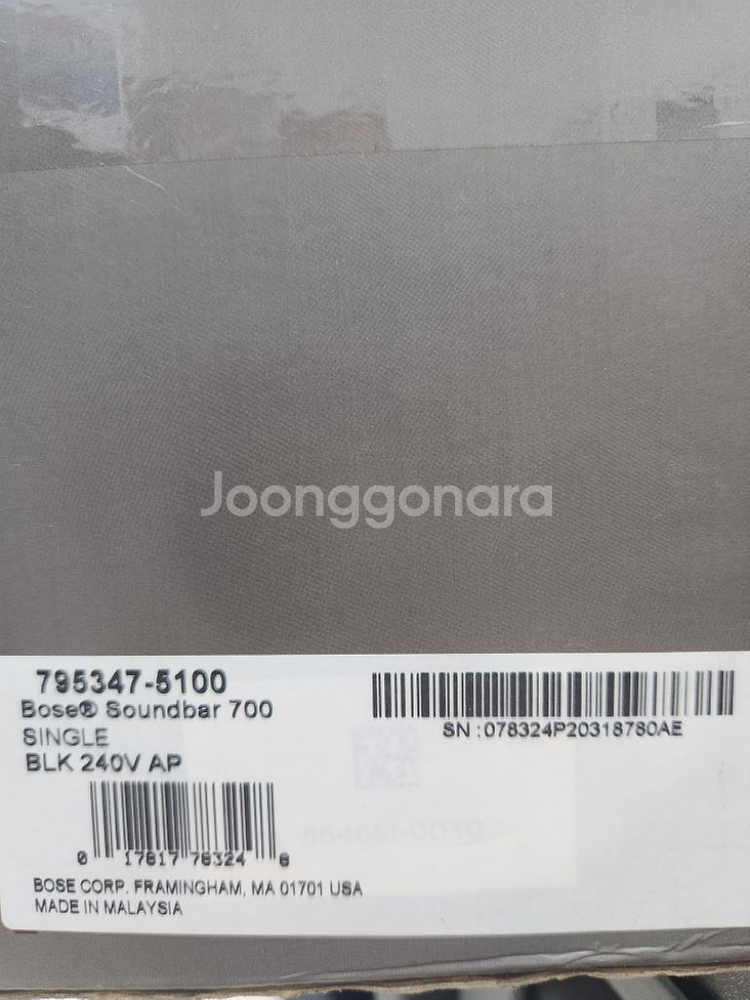 Joonggonara
795347-5100
Bose® Soundbar 700
SINGLE
BLK 240V AP
SN : 078324P20318780AE
0 17817 78324 8
BOSE CORP. FRAMINGHAM, MA 01701 USA
MADE IN MALAYSIA